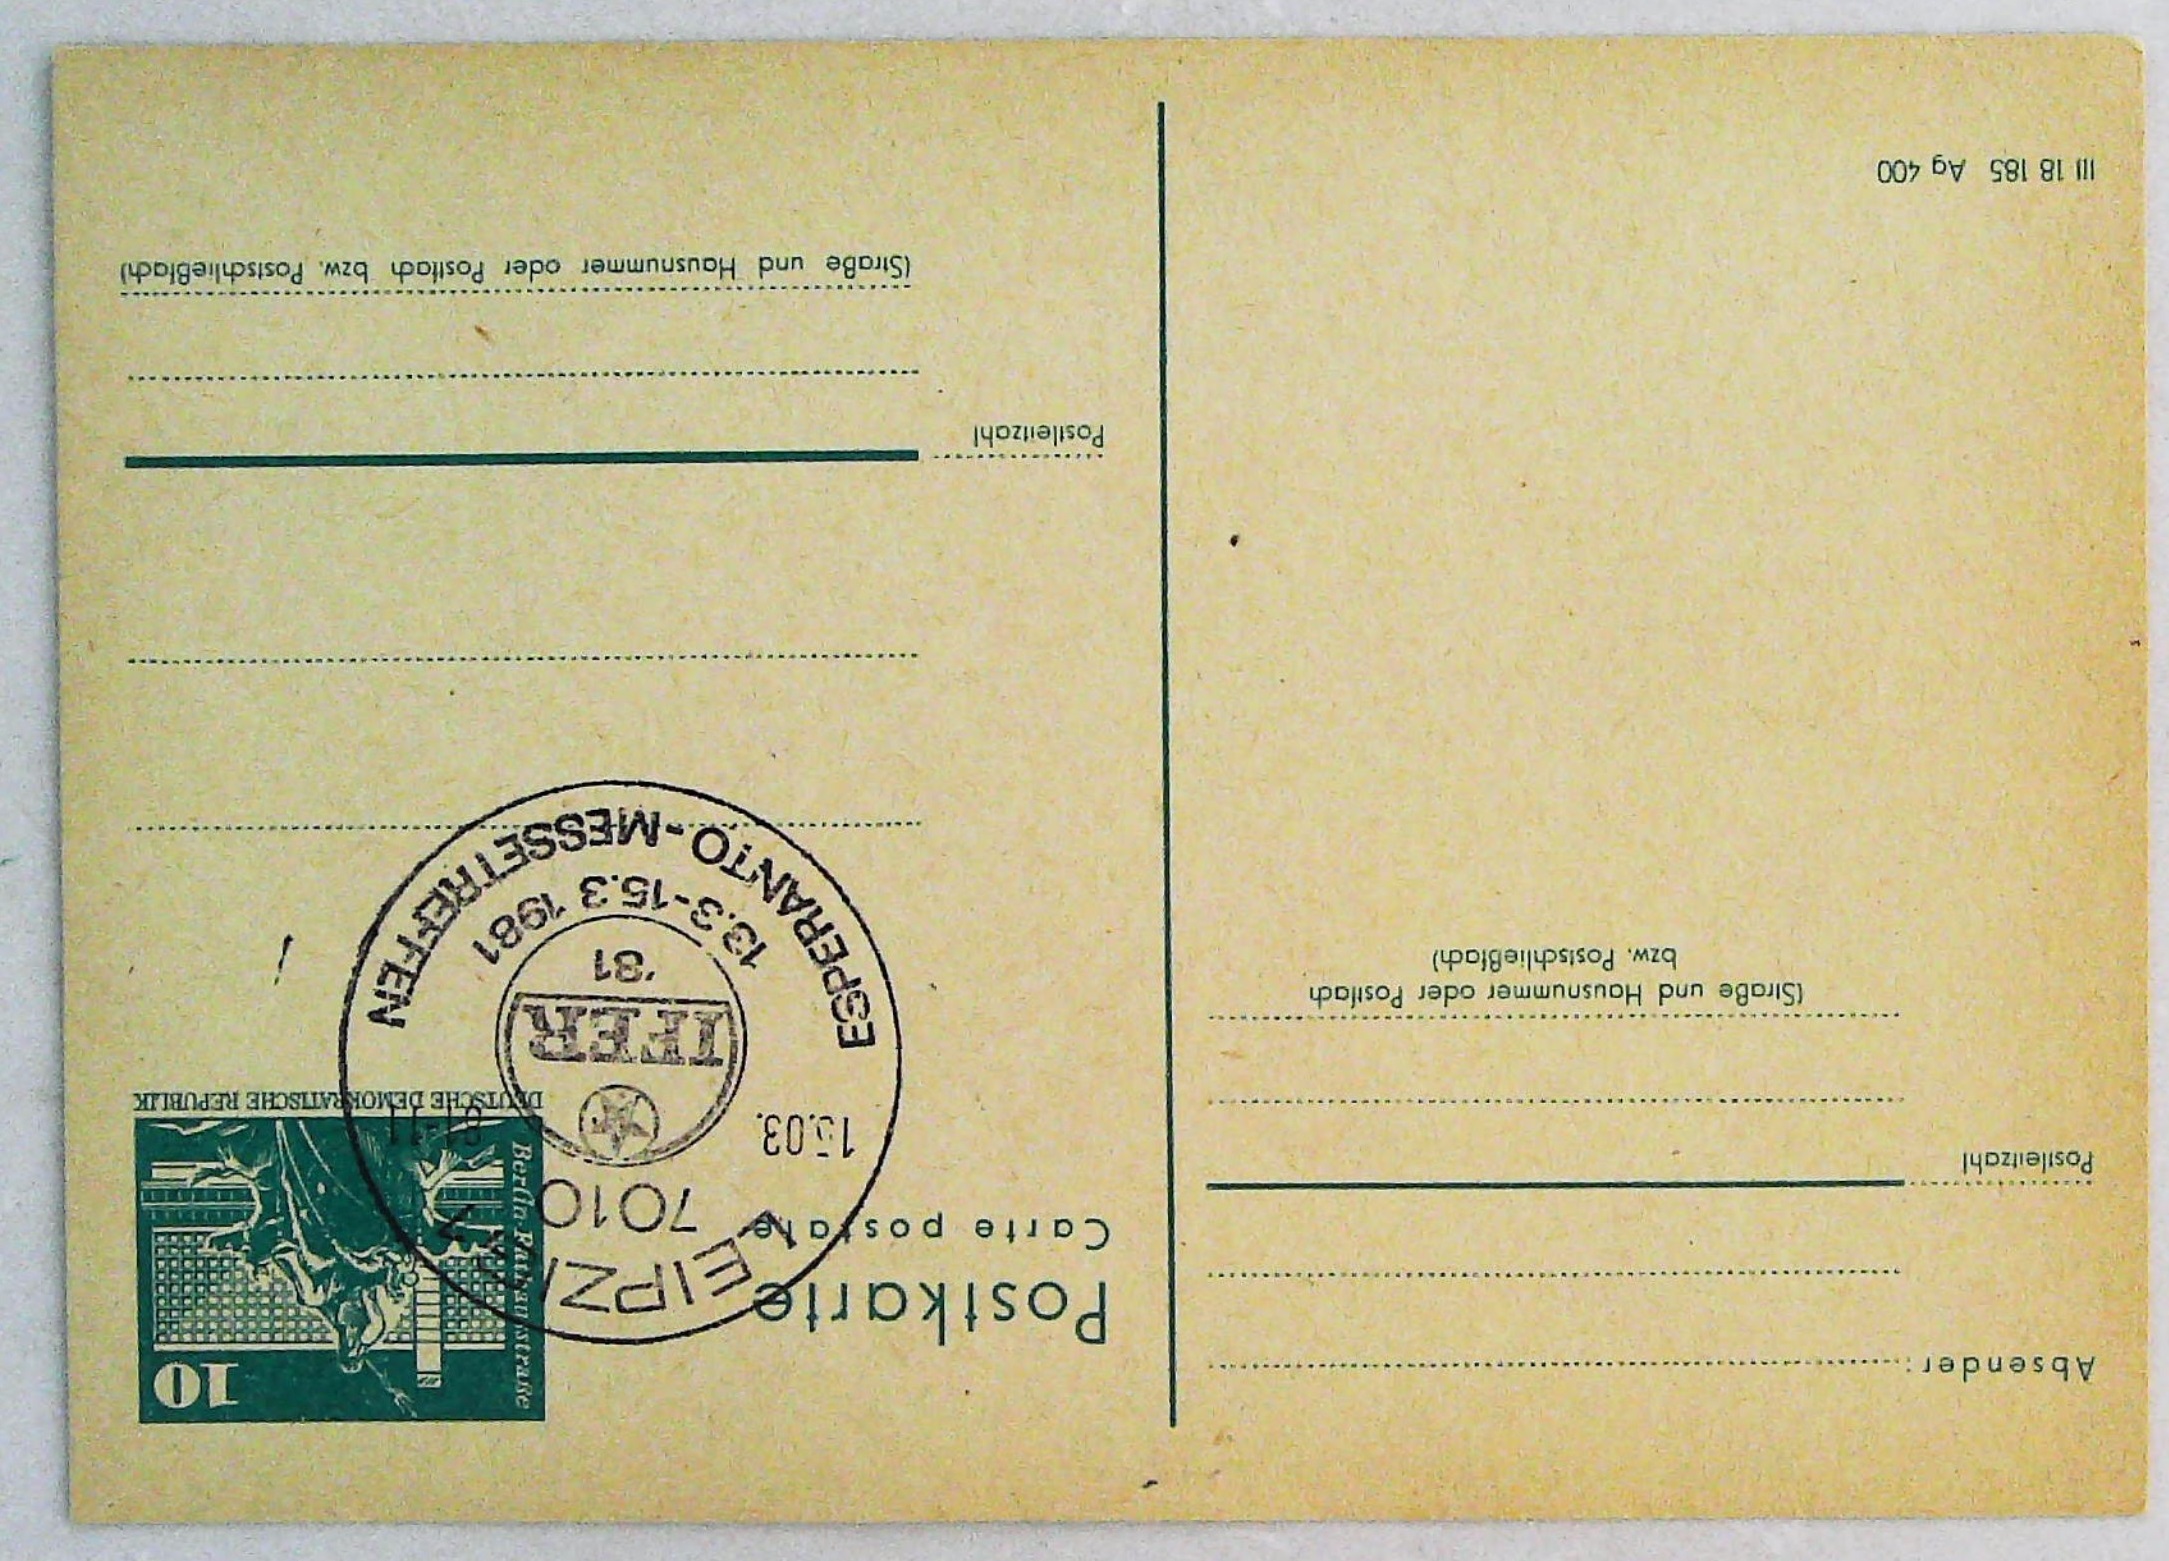 Absender:
Postleitzahl
(Straße und Hausnummer oder Postfach
bzw. Postschließfach)
III 18 185 Ag 400
Postkarte
Carte postale
10
Berlin-Rathausstraße
DEUTSCHE DEMOKRATISCHE REPUBLIK
LEIPZIG 1
7010
15.03. 81-11
IFER
'81
13.3-15.3 1981
ESPERANTO-MESSETREFFEN
Postleitzahl
(Straße und Hausnummer oder Postfach bzw. Postschließfach)